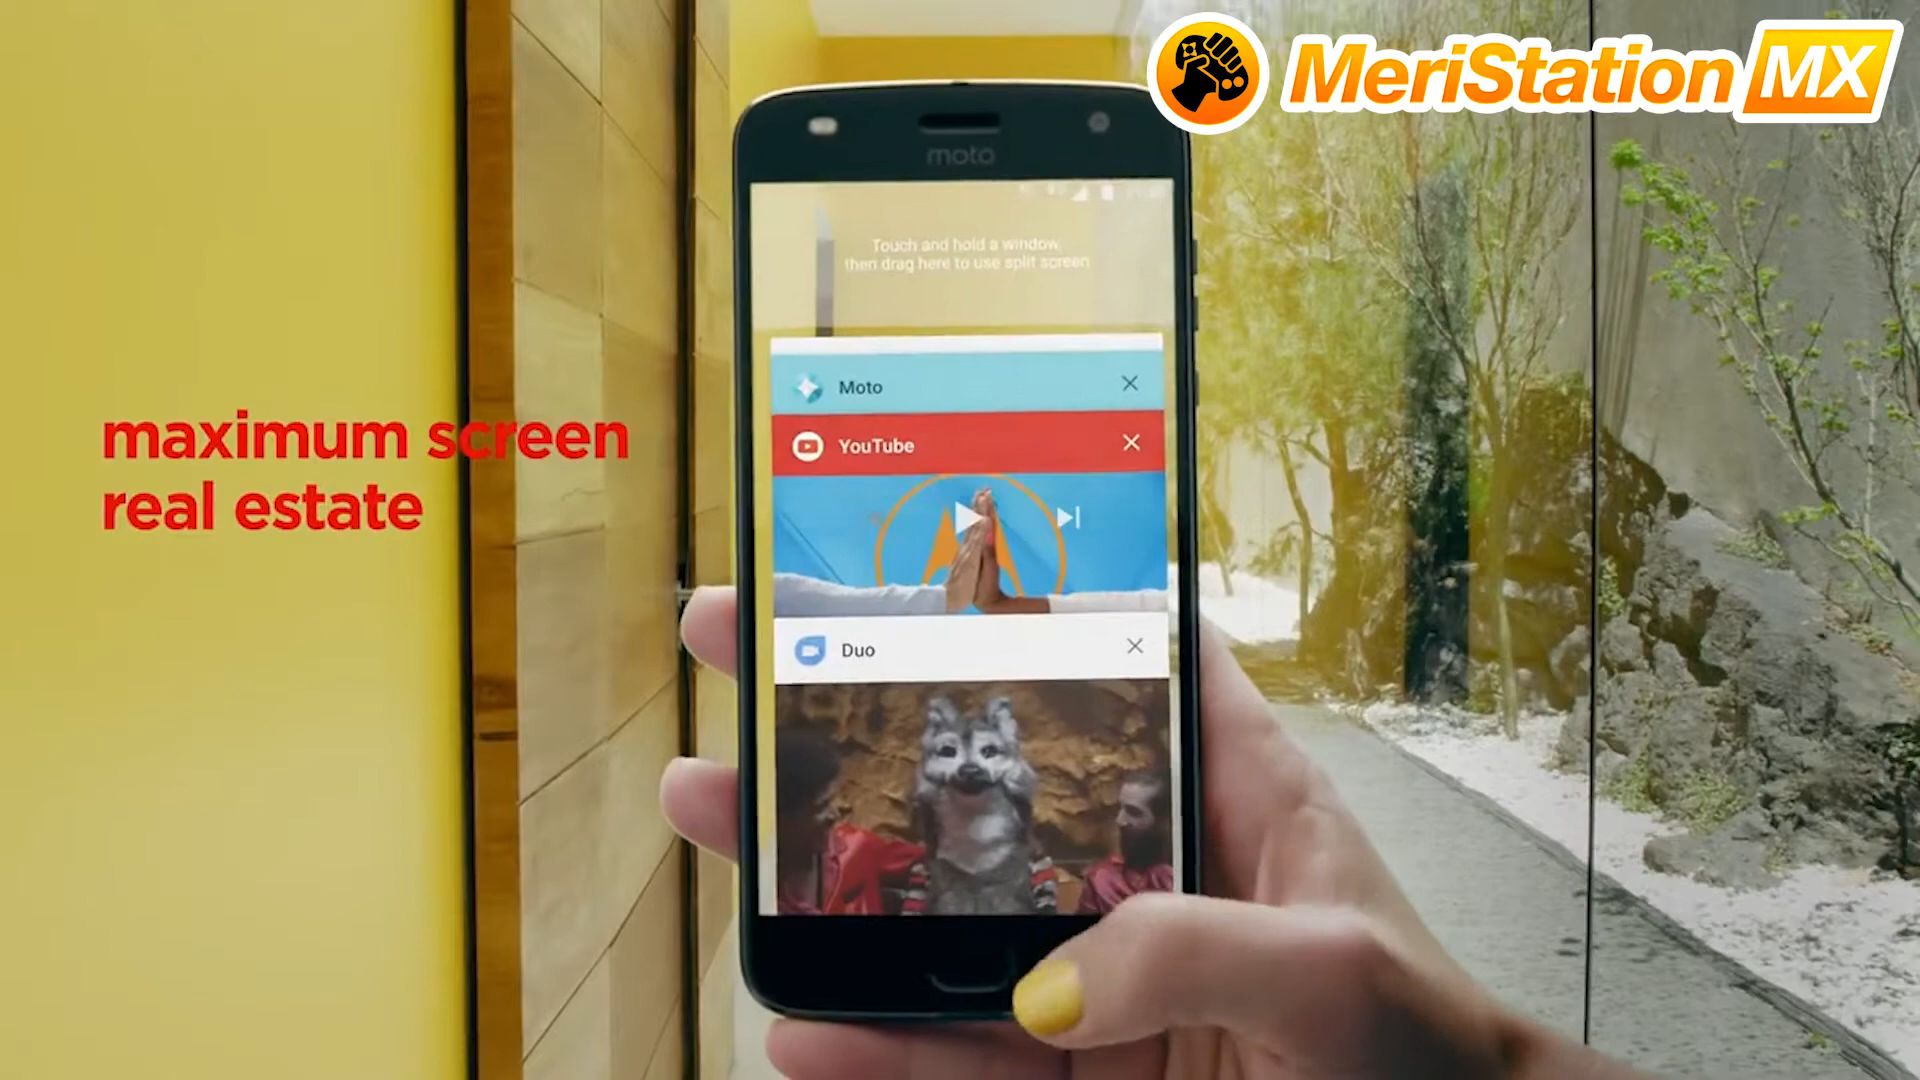 MeriStation MX
moto
Touch and hold a window,
then drag here to use split screen
Moto
YouTube
maximum screen
real estate
Duo